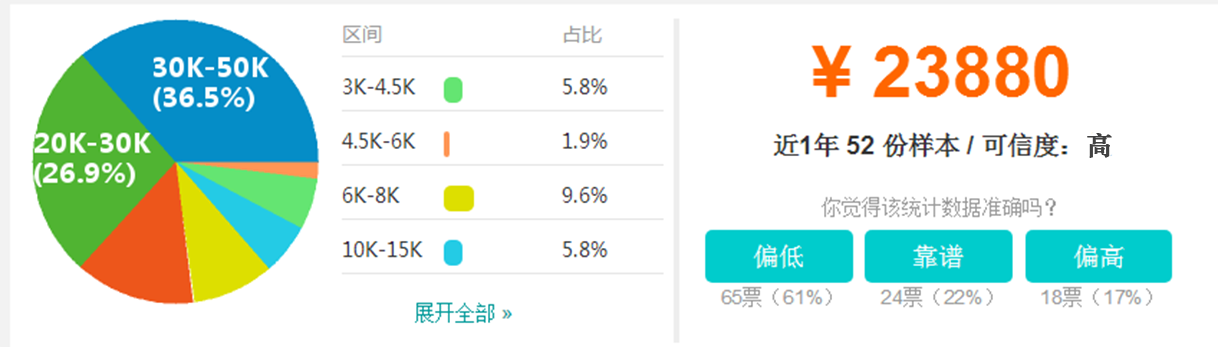 30K-50K
(36.5%)
20K-30K
(26.9%)
区间 占比
3K-4.5K 5.8%
4.5K-6K 1.9%
6K-8K 9.6%
10K-15K 5.8%
展开全部 »
¥ 23880
近1年 52 份样本 / 可信度：高
你觉得该统计数据准确吗？
偏低 靠谱 偏高
65票（61%） 24票（22%） 18票（17%）